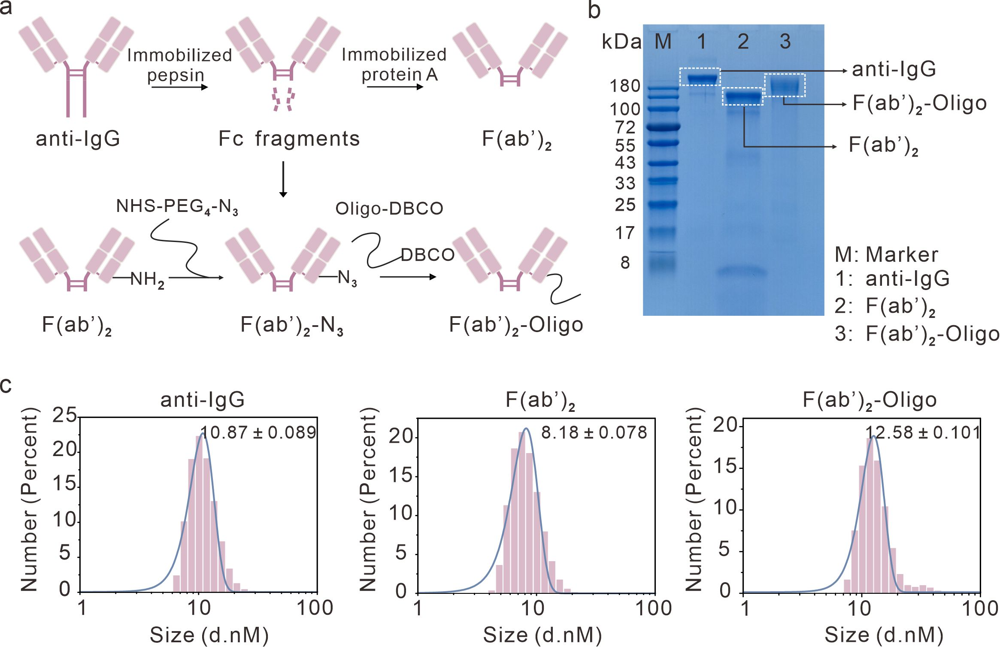 a
Immobilized
pepsin
Immobilized
protein A
anti-IgG
Fc fragments
F(ab’)₂
NHS-PEG₄-N₃
Oligo-DBCO
DBCO
NH₂
N₃
F(ab’)₂
F(ab’)₂-N₃
F(ab’)₂-Oligo
b
kDa M 1 2 3
180
100
72
55
43
33
25
17
8
anti-IgG
F(ab’)₂-Oligo
F(ab’)₂
M: Marker
1: anti-IgG
2: F(ab’)₂
3: F(ab’)₂-Oligo
c
anti-IgG
10.87 ± 0.089
Number (Percent)
25
20
15
10
5
0
1 10 100
Size (d.nM)
F(ab’)₂
8.18 ± 0.078
Number (Percent)
20
15
10
5
0
1 10 100
Size (d.nM)
F(ab’)₂-Oligo
12.58 ± 0.101
Number (Percent)
20
15
10
5
0
1 10 100
Size (d.nM)